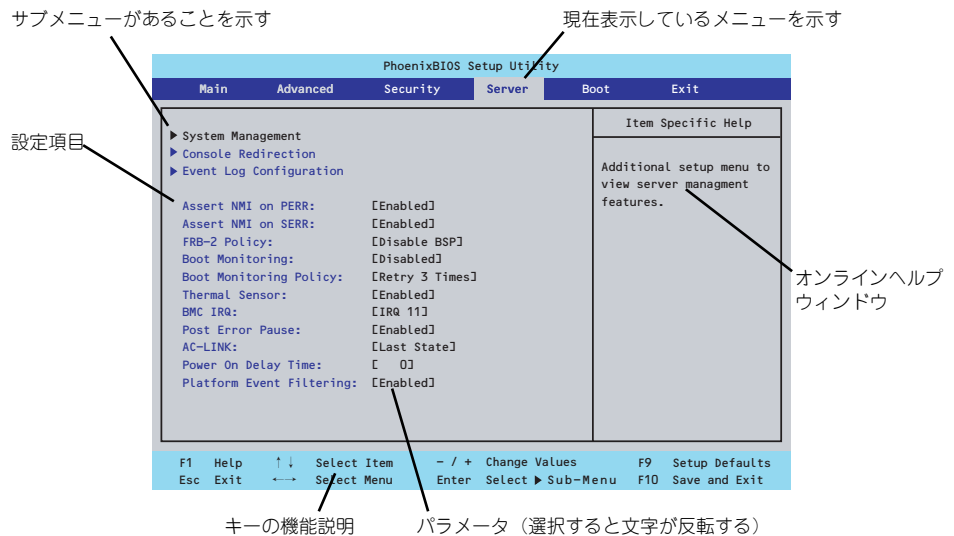 サブメニューがあることを示す
現在表示しているメニューを示す
PhoenixBIOS Setup Utility
Main Advanced Security Server Boot Exit
設定項目
▶ System Management
▶ Console Redirection
▶ Event Log Configuration
Assert NMI on PERR: [Enabled]
Assert NMI on SERR: [Enabled]
FRB-2 Policy: [Disable BSP]
Boot Monitoring: [Disabled]
Boot Monitoring Policy: [Retry 3 Times]
Thermal Sensor: [Enabled]
BMC IRQ: [IRQ 11]
Post Error Pause: [Enabled]
AC-LINK: [Last State]
Power On Delay Time: [ 0]
Platform Event Filtering: [Enabled]
Item Specific Help
Additional setup menu to
view server managment
features.
オンラインヘルプ
ウィンドウ
F1 Help ↑↓ Select Item - / + Change Values F9 Setup Defaults
Esc Exit ←→ Select Menu Enter Select ▶ Sub-Menu F10 Save and Exit
キーの機能説明
パラメータ（選択すると文字が反転する）